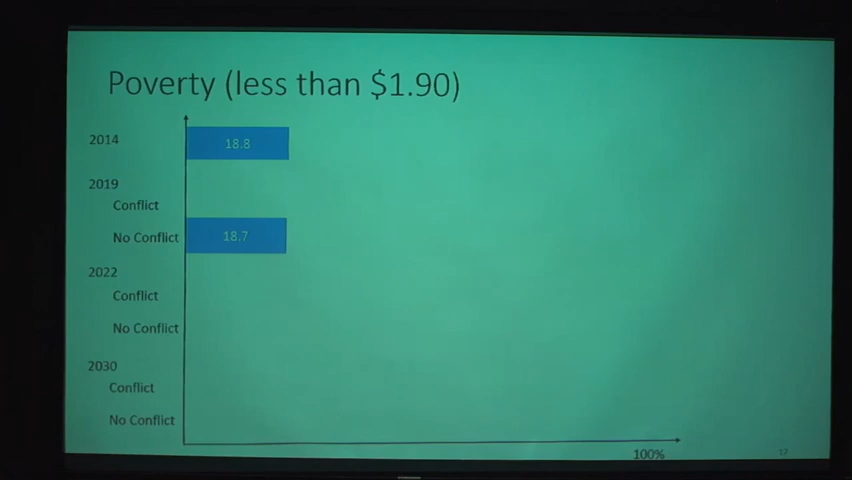 Poverty (less than $1.90)
2014
18.8
2019
Conflict
No Conflict
18.7
2022
Conflict
No Conflict
2030
Conflict
No Conflict
100%
17